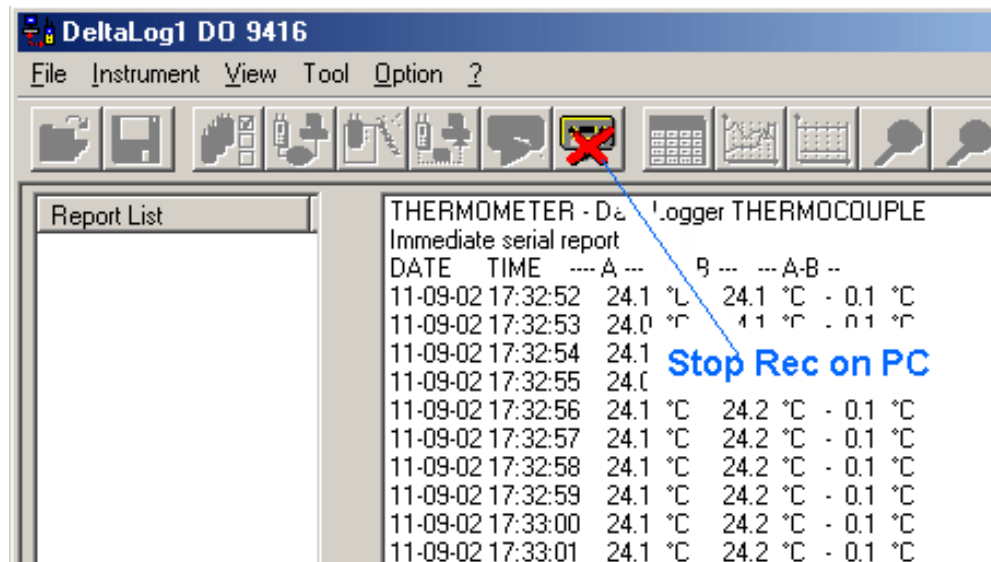 DeltaLog1 DO 9416
File Instrument View Tool Option ?
Report List
THERMOMETER - Da Logger THERMOCOUPLE
Immediate serial report
DATE TIME ---- A --- B --- --- A-B --
11-09-02 17:32:52 24.1 °C 24.1 °C - 0.1 °C
11-09-02 17:32:53 24.0
11-09-02 17:32:54 24.1
Stop Rec on PC
11-09-02 17:32:55
11-09-02 17:32:56 24.1 °C 24.2 °C - 0.1 °C
11-09-02 17:32:57 24.1 °C 24.2 °C - 0.1 °C
11-09-02 17:32:58 24.1 °C 24.2 °C - 0.1 °C
11-09-02 17:32:59 24.1 °C 24.2 °C - 0.1 °C
11-09-02 17:33:00 24.1 °C 24.2 °C - 0.1 °C
11-09-02 17:33:01 24.1 °C 24.2 °C - 0.1 °C